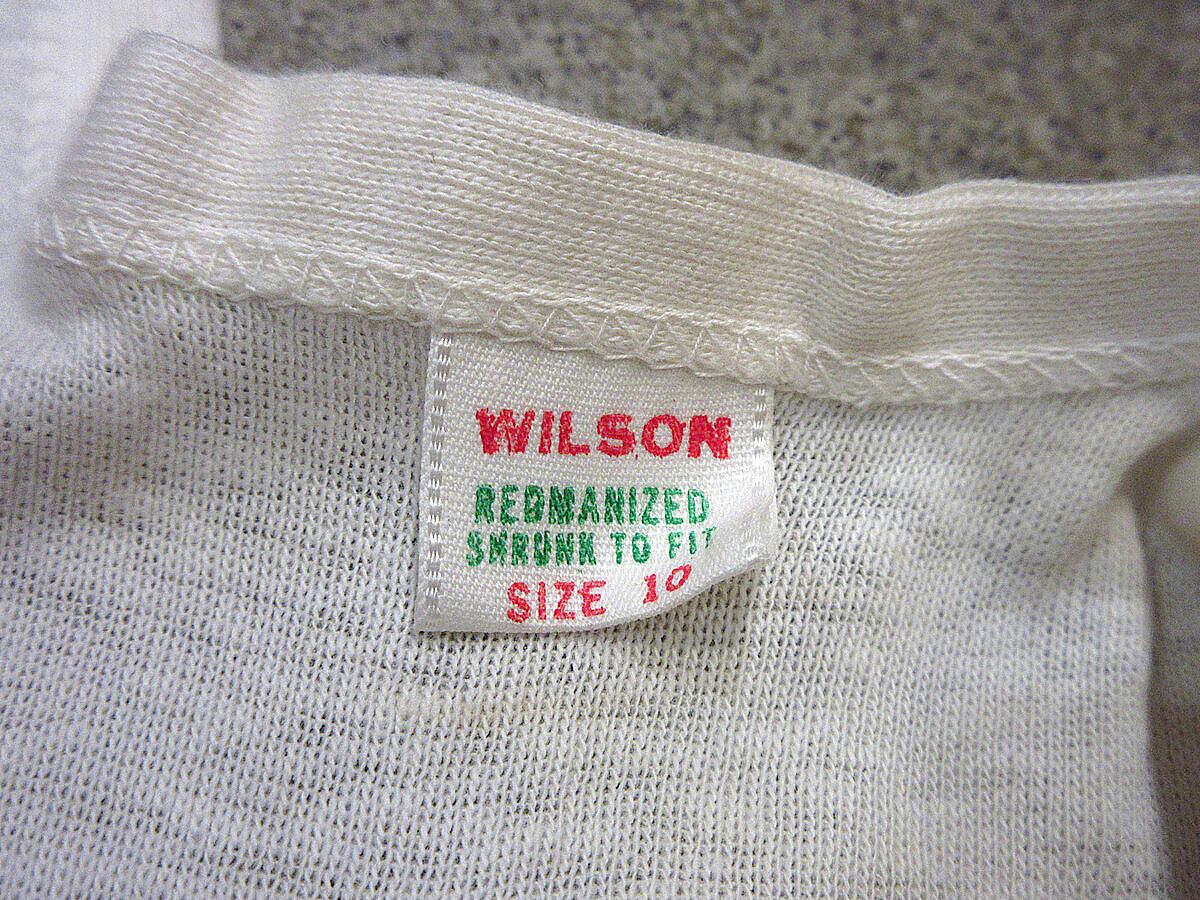 WILSON
REDMANIZED
SHRUNK TO FIT
SIZE 10